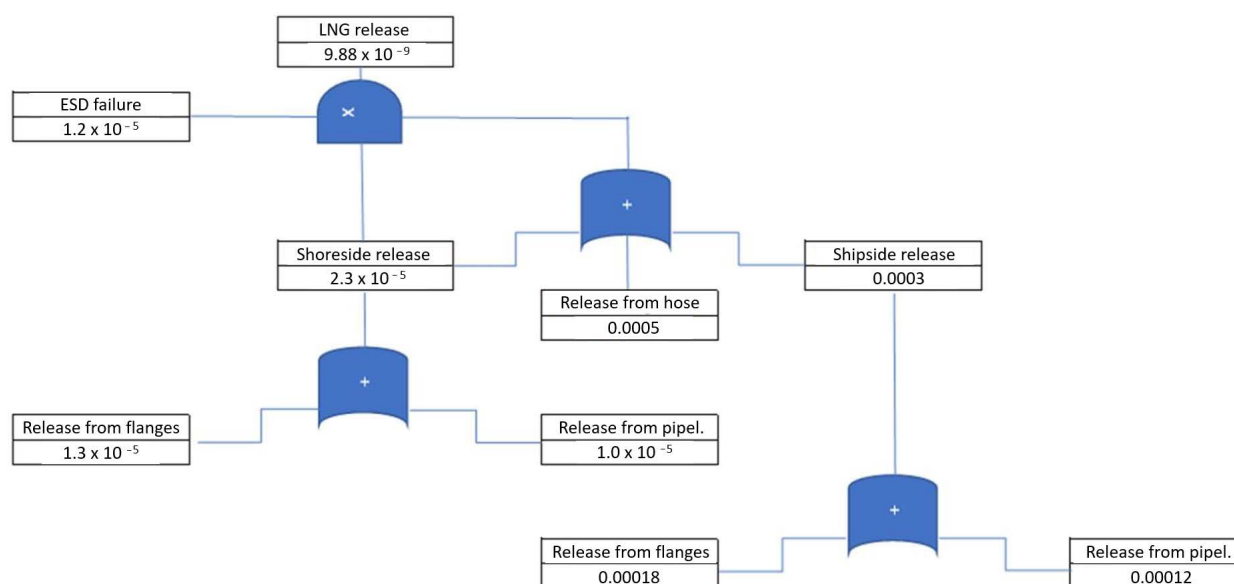 LNG release
9.88 x 10 ⁻⁹
ESD failure
1.2 x 10 ⁻⁵
x
+
Shoreside release
2.3 x 10 ⁻⁵
Shipside release
0.0003
Release from hose
0.0005
+
Release from flanges
1.3 x 10 ⁻⁵
Release from pipel.
1.0 x 10 ⁻⁵
+
Release from flanges
0.00018
Release from pipel.
0.00012